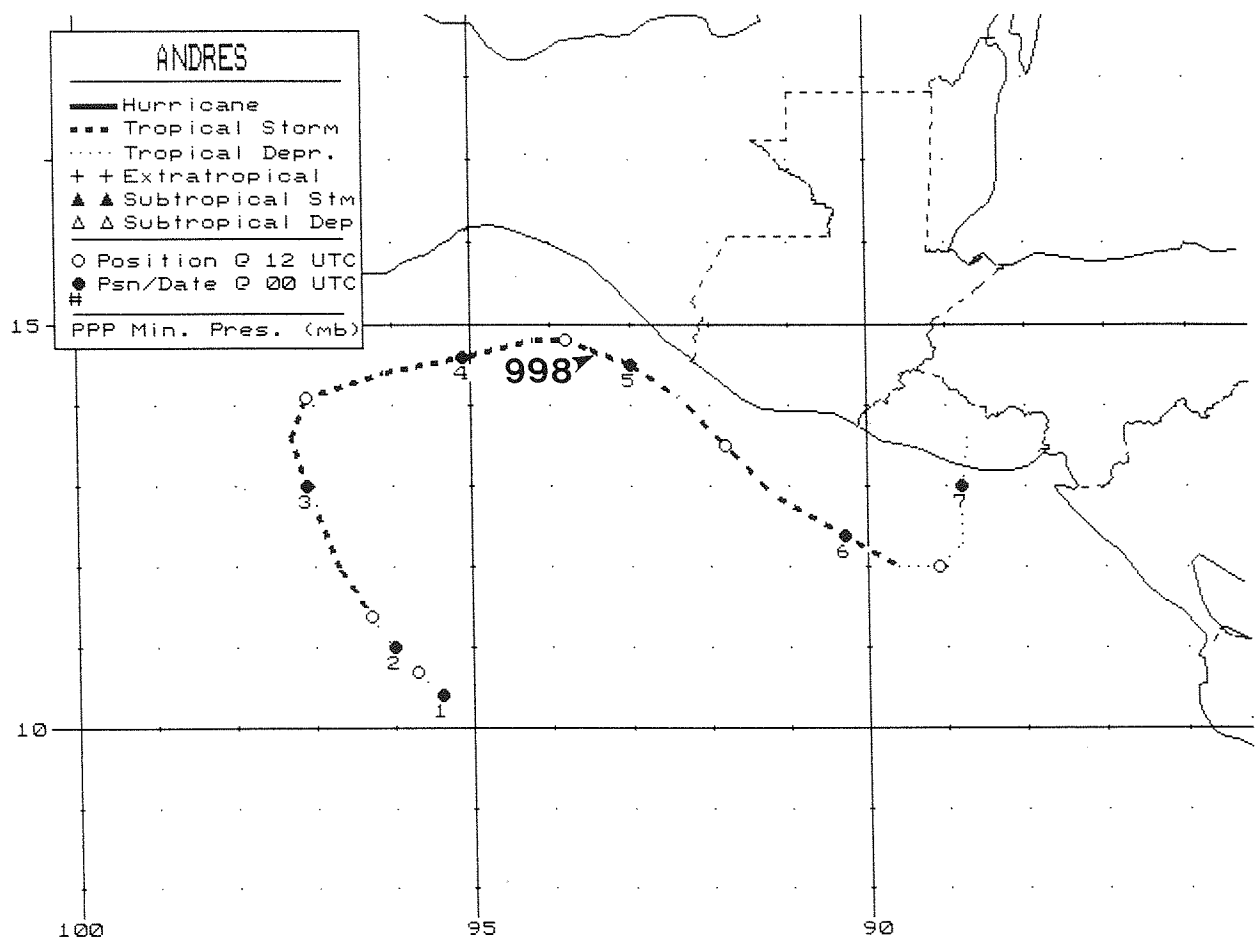 ANDRES
Hurricane
Tropical Storm
Tropical Depr.
+ + Extratropical
▲ ▲ Subtropical Stm
△ △ Subtropical Dep
○ Position @ 12 UTC
● Psn/Date @ 00 UTC
#
PPP Min. Pres. (mb)
15
998
4
5
3
6
7
2
1
10
100
95
90